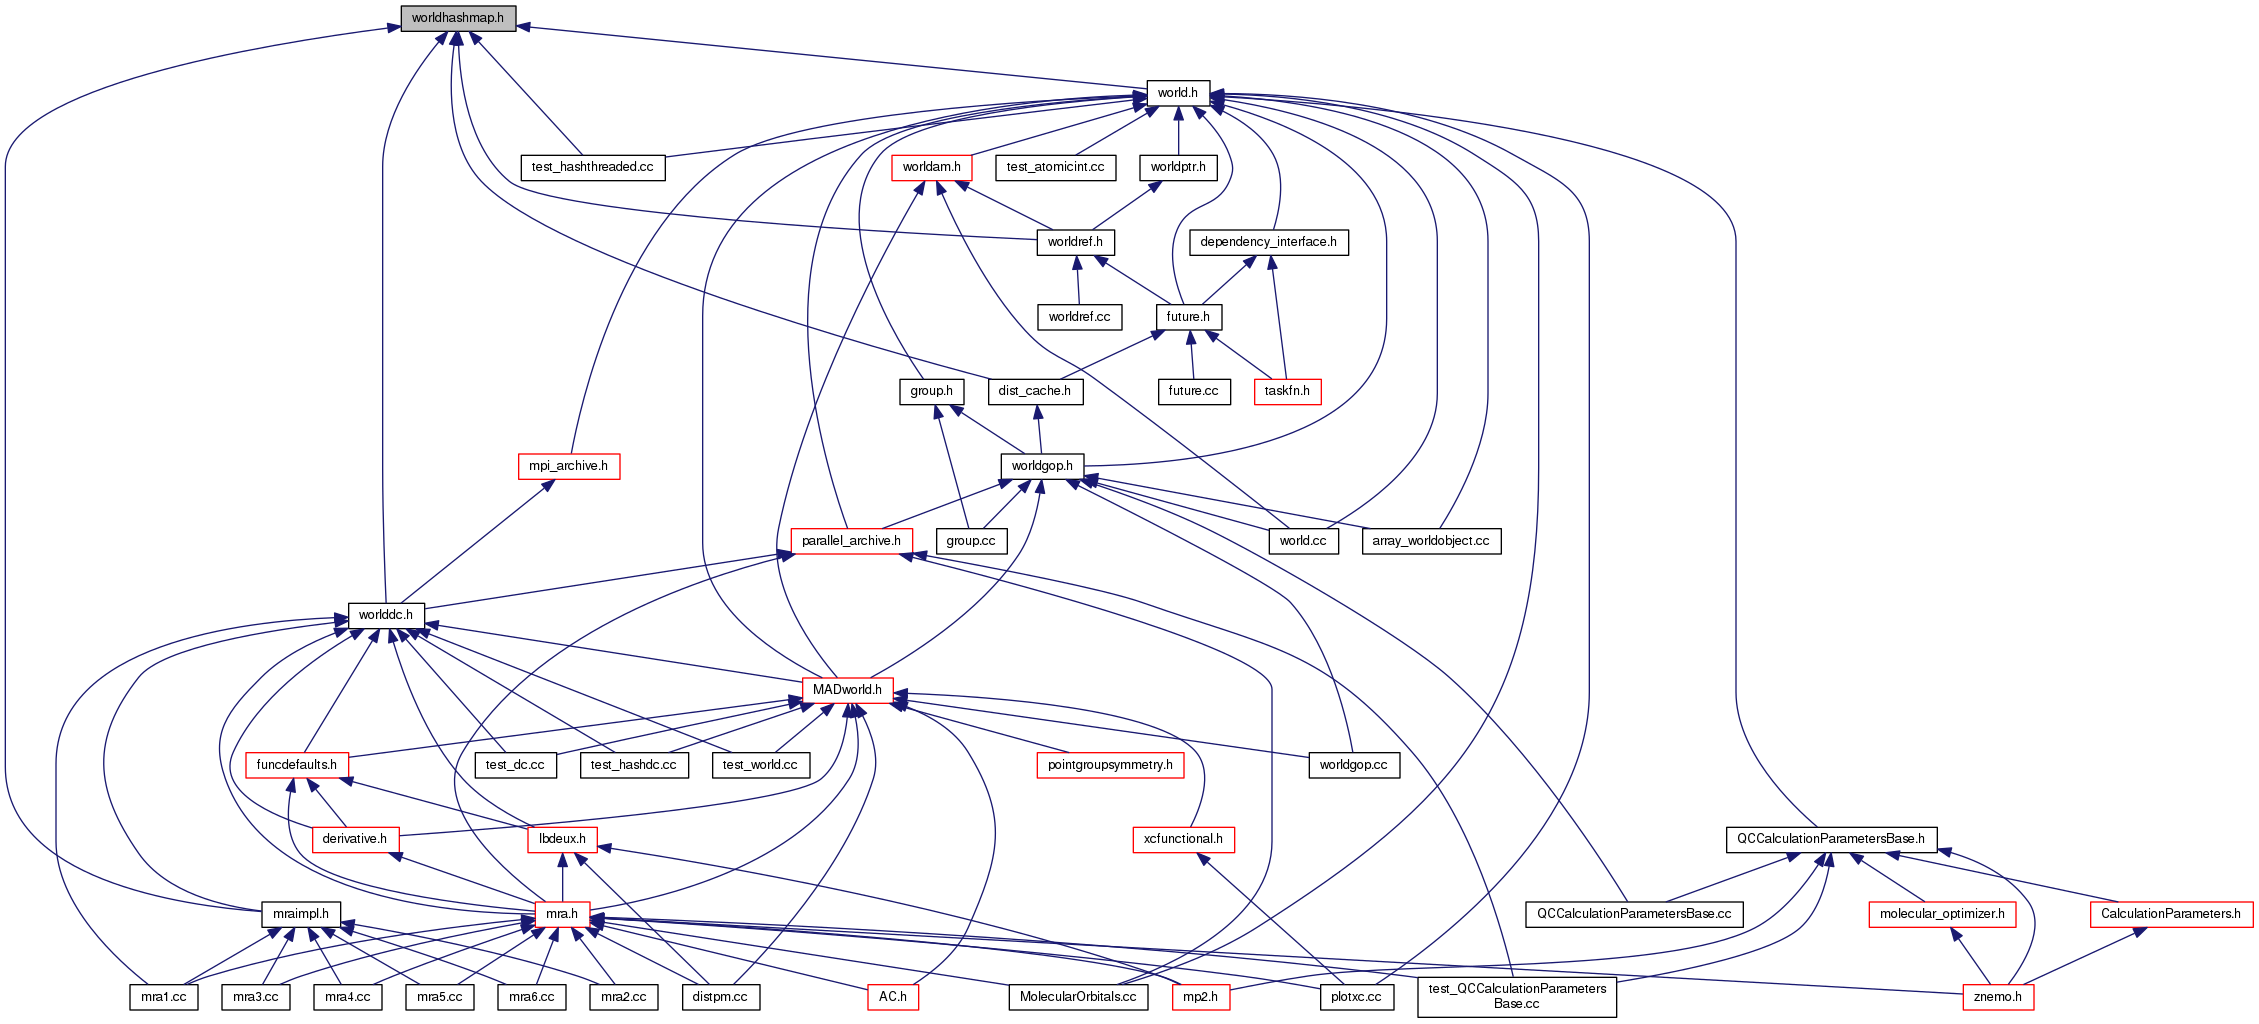 worldhashmap.h
world.h
test_hashthreaded.cc
worldam.h
test_atomicint.cc
worldptr.h
worldref.h
dependency_interface.h
worldref.cc
future.h
group.h
dist_cache.h
future.cc
taskfn.h
mpi_archive.h
worldgop.h
parallel_archive.h
group.cc
world.cc
array_worldobject.cc
worlddc.h
MADworld.h
funcdefaults.h
test_dc.cc
test_hashdc.cc
test_world.cc
pointgroupsymmetry.h
worldgop.cc
derivative.h
lbdeux.h
xcfunctional.h
QCCalculationParametersBase.h
mraimpl.h
mra.h
QCCalculationParametersBase.cc
molecular_optimizer.h
CalculationParameters.h
mra1.cc
mra3.cc
mra4.cc
mra5.cc
mra6.cc
mra2.cc
distpm.cc
AC.h
MolecularOrbitals.cc
mp2.h
plotxc.cc
test_QCCalculationParameters
Base.cc
znemo.h